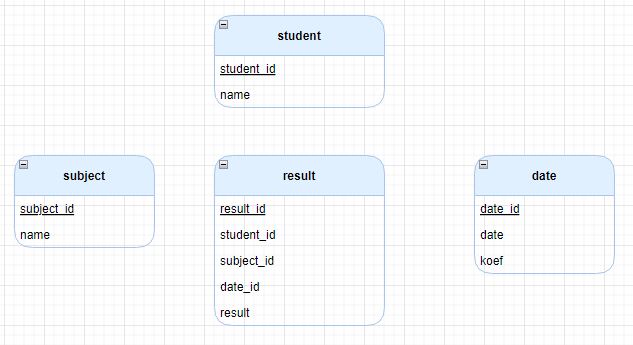 student
student_id
name
subject
subject_id
name
result
result_id
student_id
subject_id
date_id
result
date
date_id
date
koef